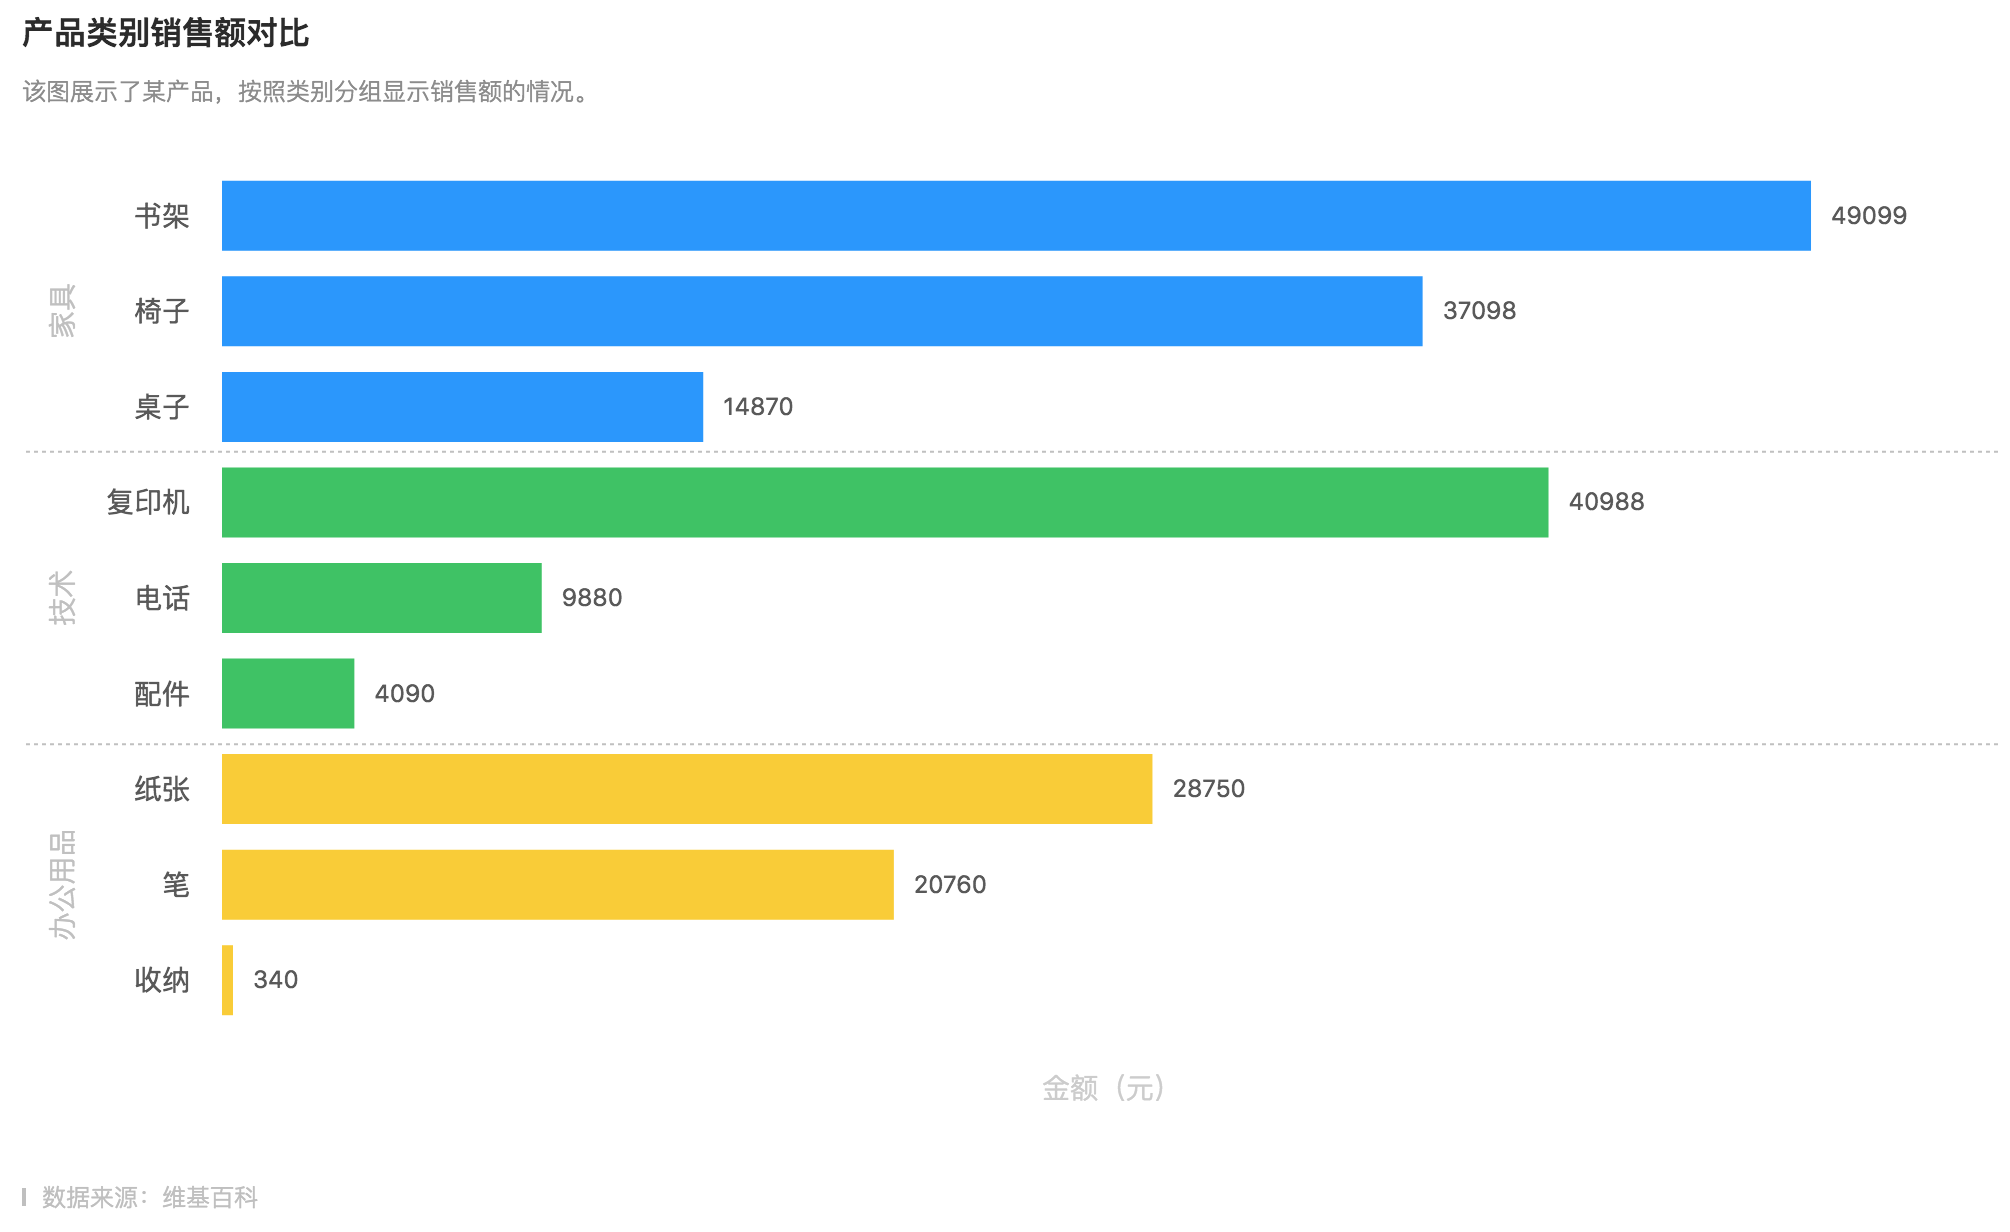 产品类别销售额对比
该图展示了某产品，按照类别分组显示销售额的情况。
家具
书架 49099
椅子 37098
桌子 14870
技术
复印机 40988
电话 9880
配件 4090
办公用品
纸张 28750
笔 20760
收纳 340
金额（元）
数据来源：维基百科